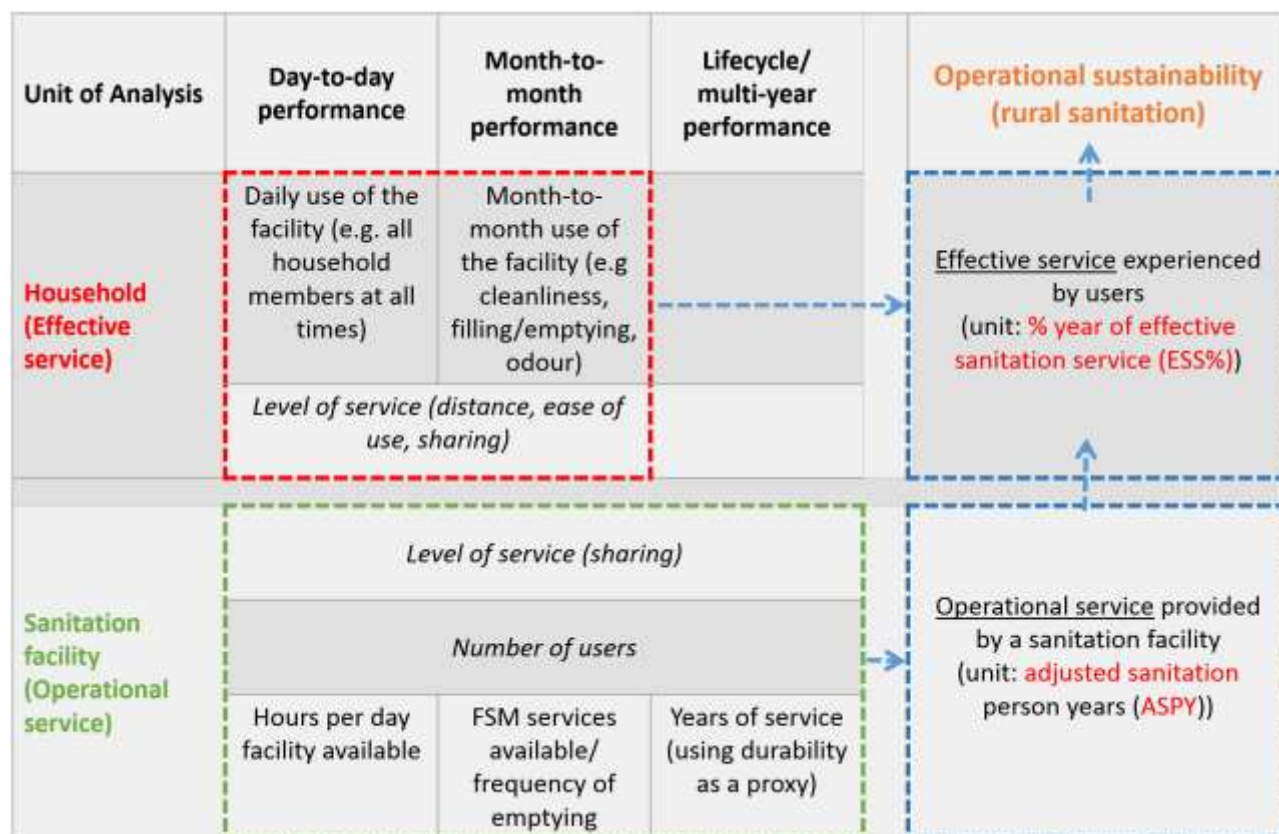 Unit of Analysis
Day-to-day
performance
Month-to-
month
performance
Lifecycle/
multi-year
performance
Operational sustainability
(rural sanitation)
Household
(Effective
service)
Daily use of the
facility (e.g. all
household
members at all
times)
Month-to-
month use of
the facility (e.g
cleanliness,
filling/emptying,
odour)
Level of service (distance, ease of
use, sharing)
Effective service experienced
by users
(unit: % year of effective
sanitation service (ESS%))
Sanitation
facility
(Operational
service)
Level of service (sharing)
Number of users
Hours per day
facility available
FSM services
available/
frequency of
emptying
Years of service
(using durability
as a proxy)
Operational service provided
by a sanitation facility
(unit: adjusted sanitation
person years (ASPY))